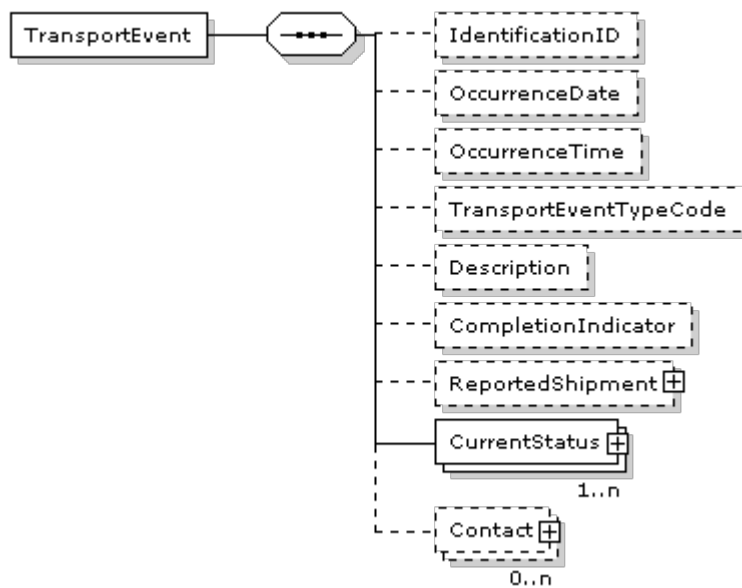 TransportEvent
IdentificationID
OccurrenceDate
OccurrenceTime
TransportEventTypeCode
Description
CompletionIndicator
ReportedShipment
CurrentStatus
1..n
Contact
0..n